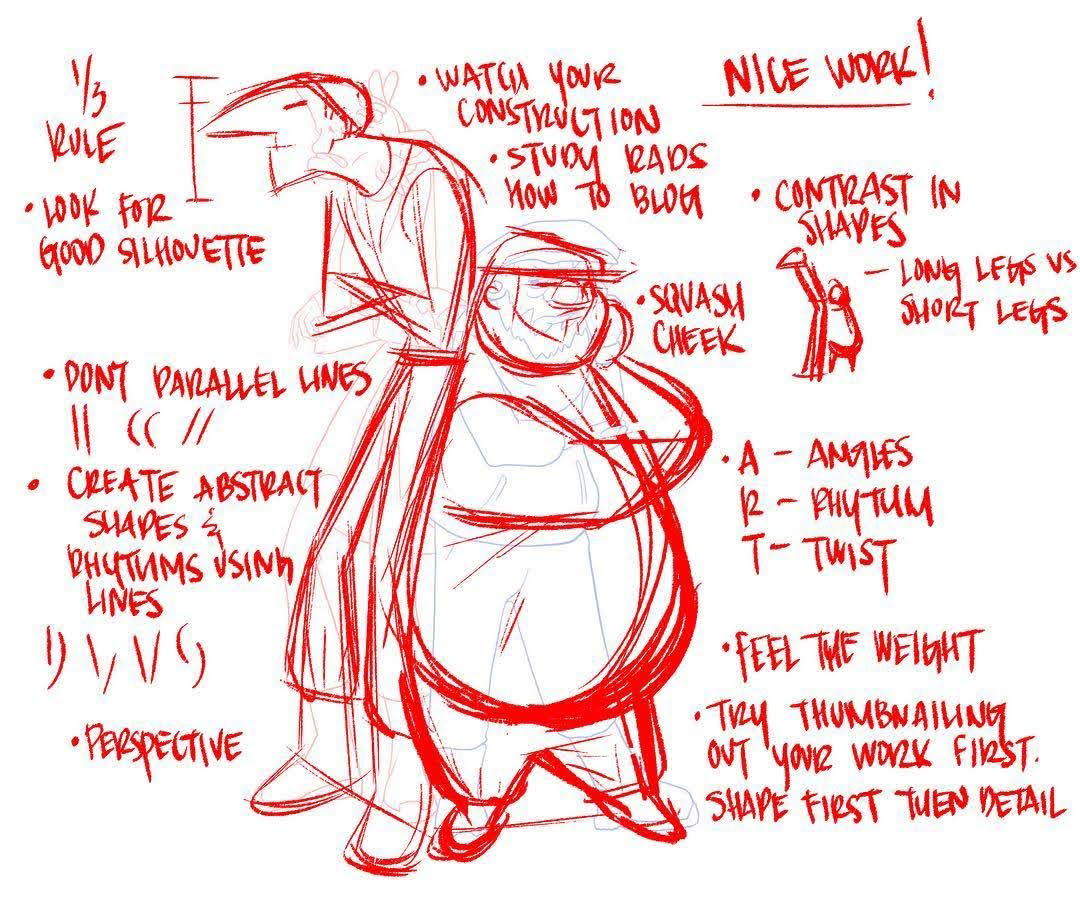 1/3
RULE
• LOOK FOR
GOOD SILHOUETTE
• DONT PARALLEL LINES
• CREATE ABSTRACT
SHAPES &
RHYTUMS USING
LINES
• PERSPECTIVE
• WATCH YOUR
CONSTRUCTION
• STUDY RADS
HOW TO BLOG
NICE WORK!
• CONTRAST IN
SHAPES
— LONG LEGS VS
SHORT LEGS
• SQUASH
CHEEK
• A - ANGLES
R - RHYTUM
T - TWIST
• FEEL THE WEIGHT
• TRY THUMBNAILING
OUT YOUR WORK FIRST.
SHAPE FIRST THEN DETAIL